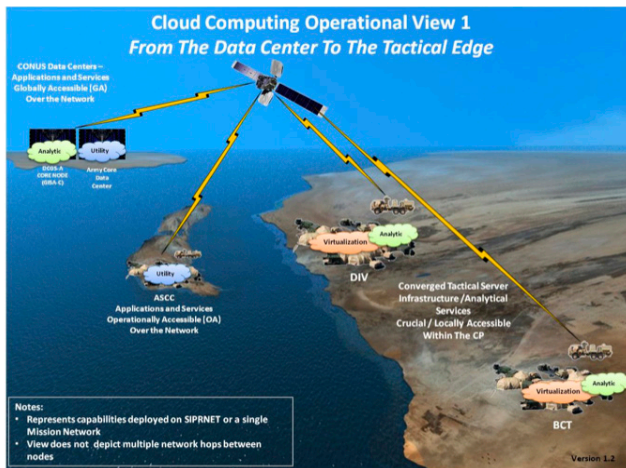 Cloud Computing Operational View 1
From The Data Center To The Tactical Edge
CONUS Data Centers –
Applications and Services
Globally Accessible (GA)
Over the Network
Analytic
Utility
DCGS-A
CORE NODE
(GBA-E)
Army Core
Data
Center
Utility
ASCC
Applications and Services
Operationally Accessible (OA)
Over the Network
Virtualization
Analytic
DIV
Converged Tactical Server
Infrastructure /Analytical
Services
Crucial / Locally Accessible
Within The CP
Virtualization
Analytic
BCT
Notes:
• Represents capabilities deployed on SIPRNET or a single
Mission Network
• View does not depict multiple network hops between
nodes
Version 1.2